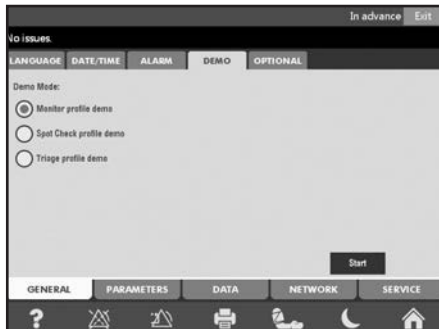 In advance Exit
No issues.
LANGUAGE DATE/TIME ALARM DEMO OPTIONAL
Demo Mode:
Monitor profile demo
Spot Check profile demo
Triage profile demo
Start
GENERAL PARAMETERS DATA NETWORK SERVICE
?